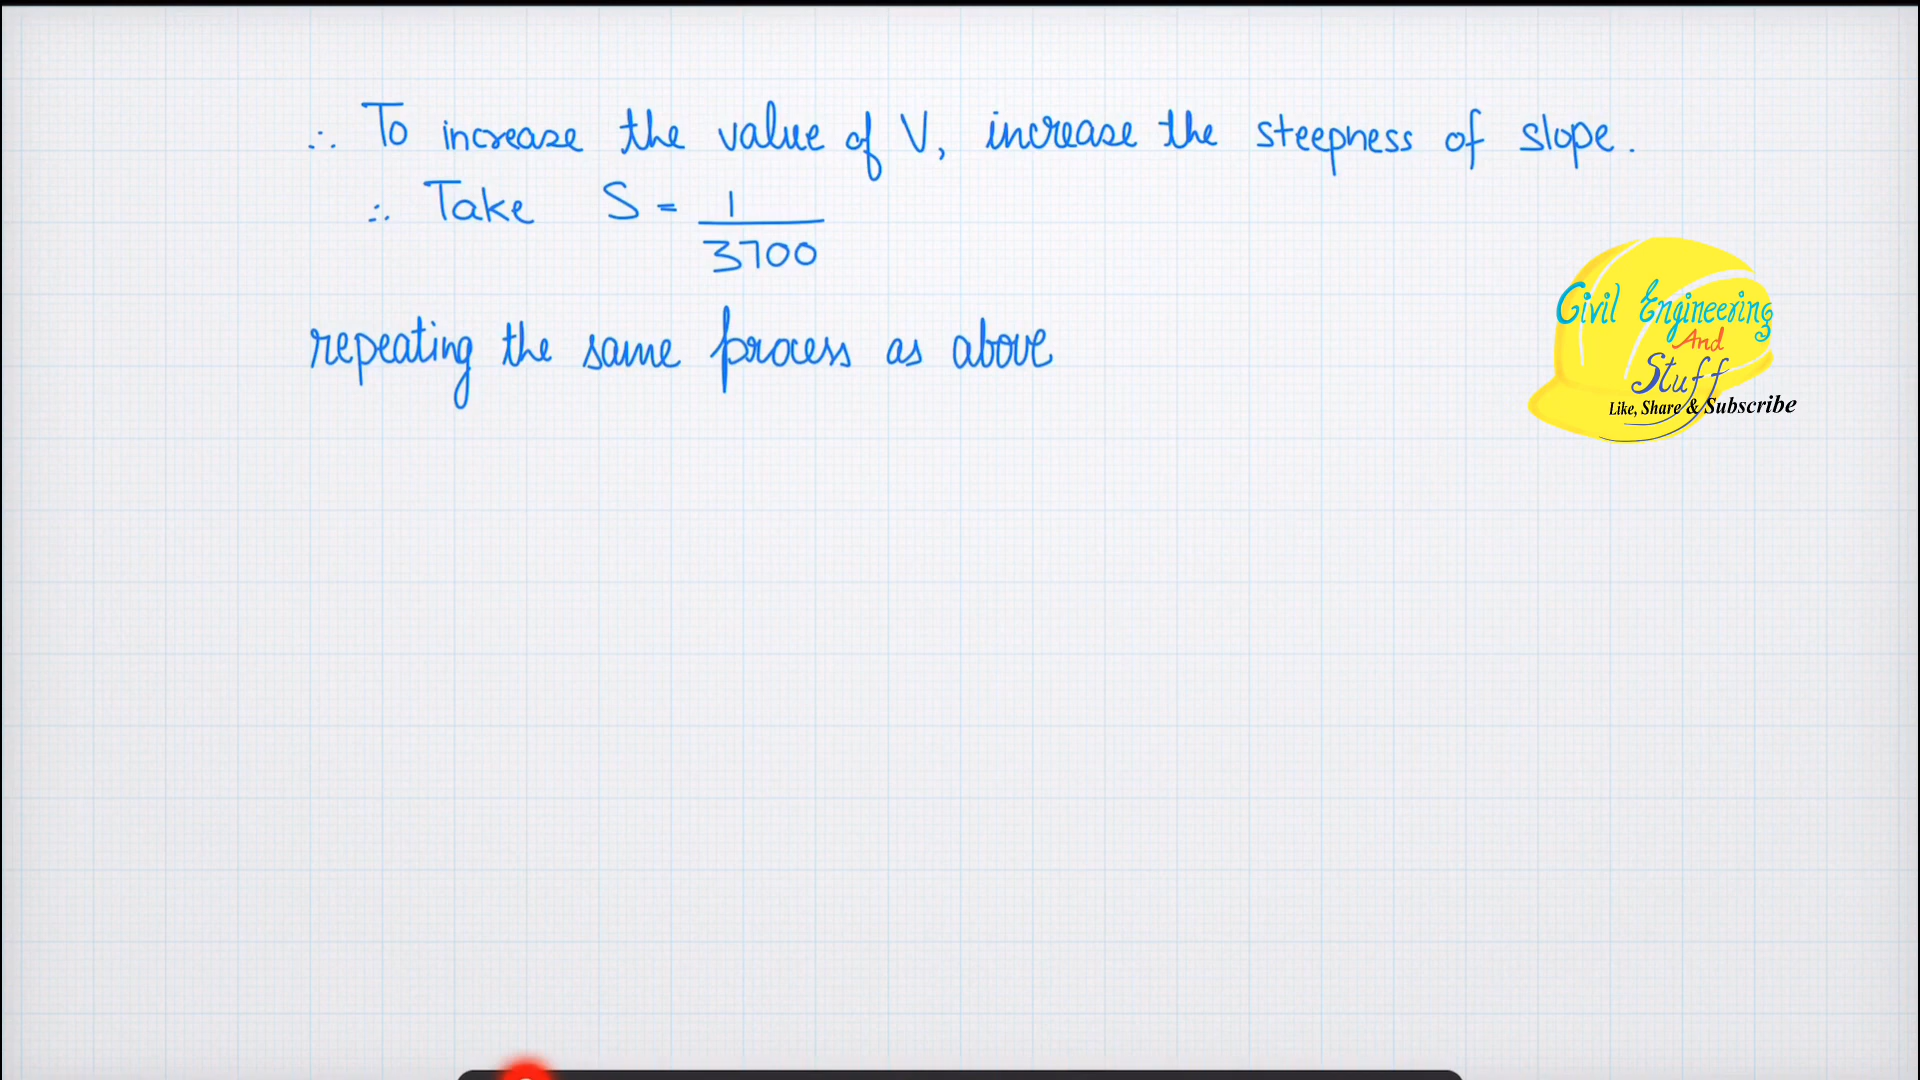 ∴ To increase the value of V, increase the steepness of slope.
∴ Take S = 1/3700
repeating the same process as above
Civil Engineering
And
Stuff
Like, Share & Subscribe